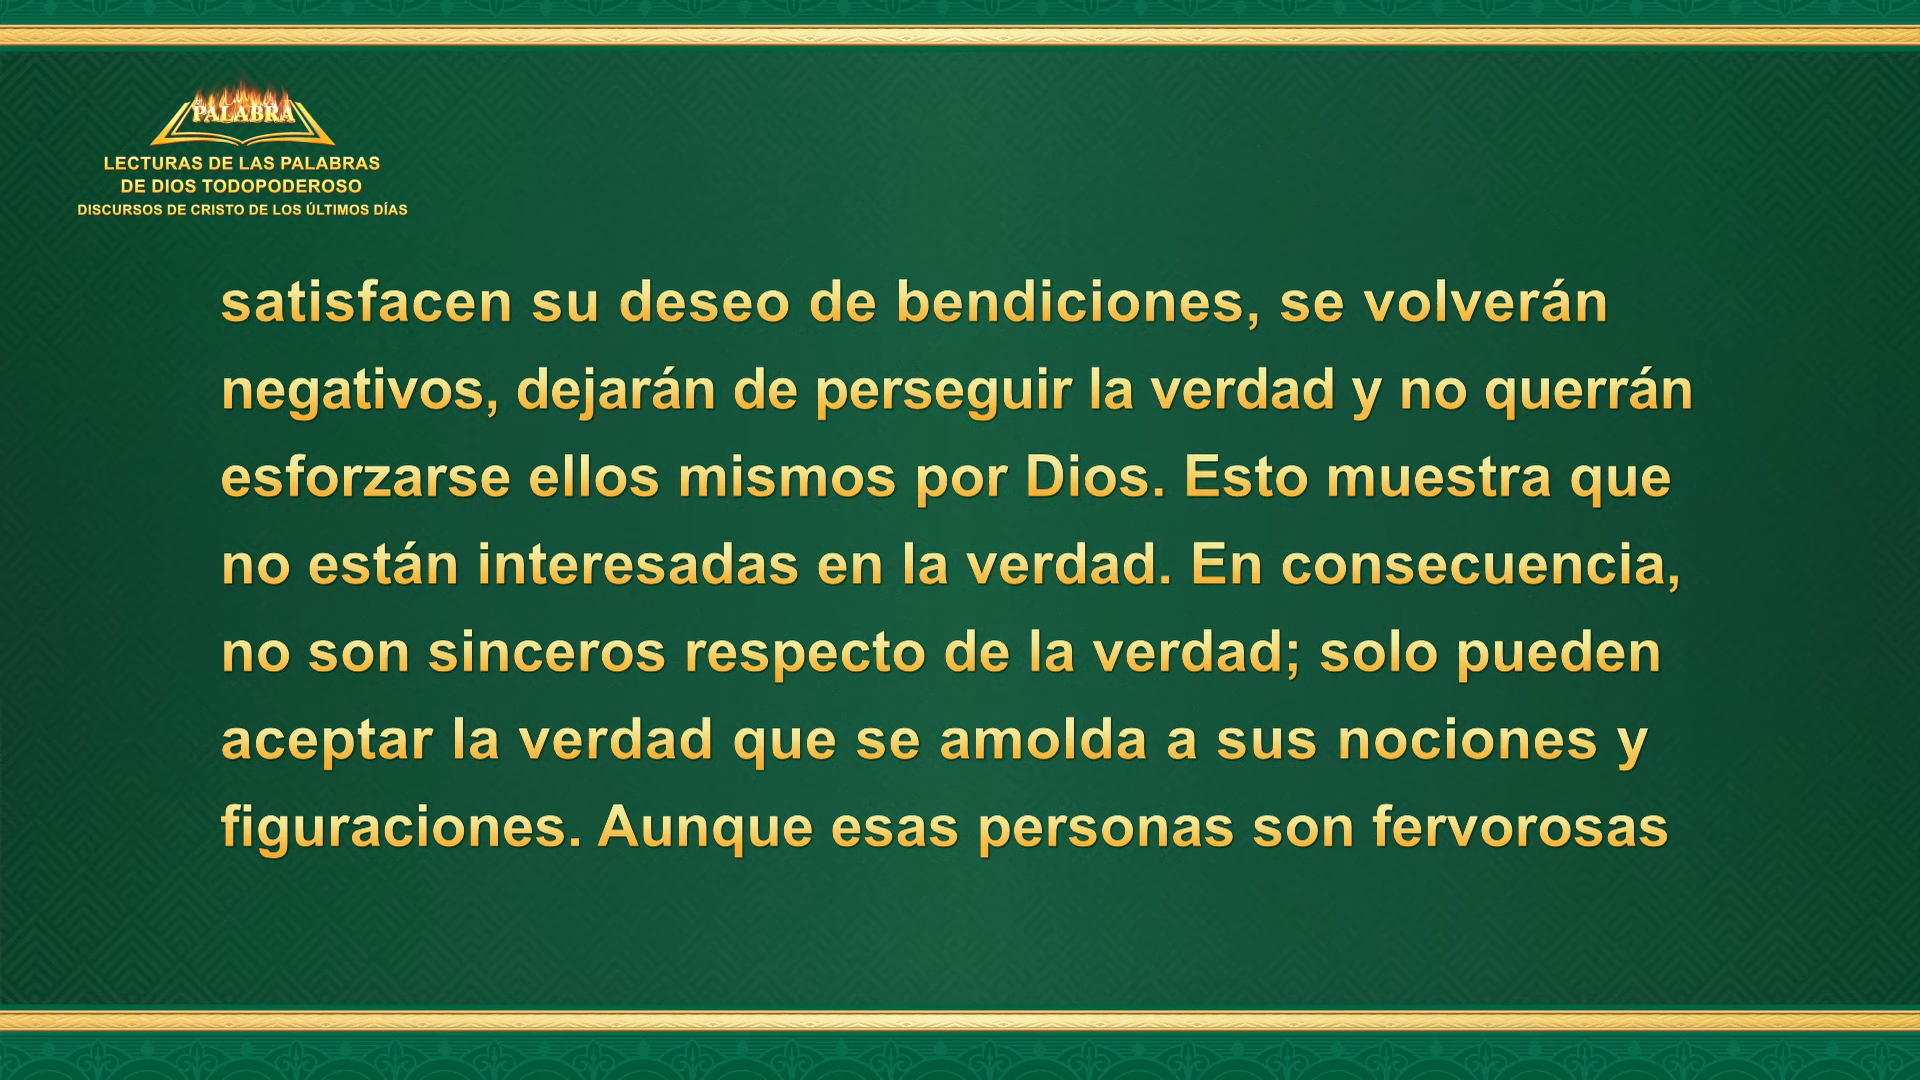 LA
PALABRA
LECTURAS DE LAS PALABRAS
DE DIOS TODOPODEROSO
DISCURSOS DE CRISTO DE LOS ÚLTIMOS DÍAS
satisfacen su deseo de bendiciones, se volverán
negativos, dejarán de perseguir la verdad y no querrán
esforzarse ellos mismos por Dios. Esto muestra que
no están interesadas en la verdad. En consecuencia,
no son sinceros respecto de la verdad; solo pueden
aceptar la verdad que se amolda a sus nociones y
figuraciones. Aunque esas personas son fervorosas